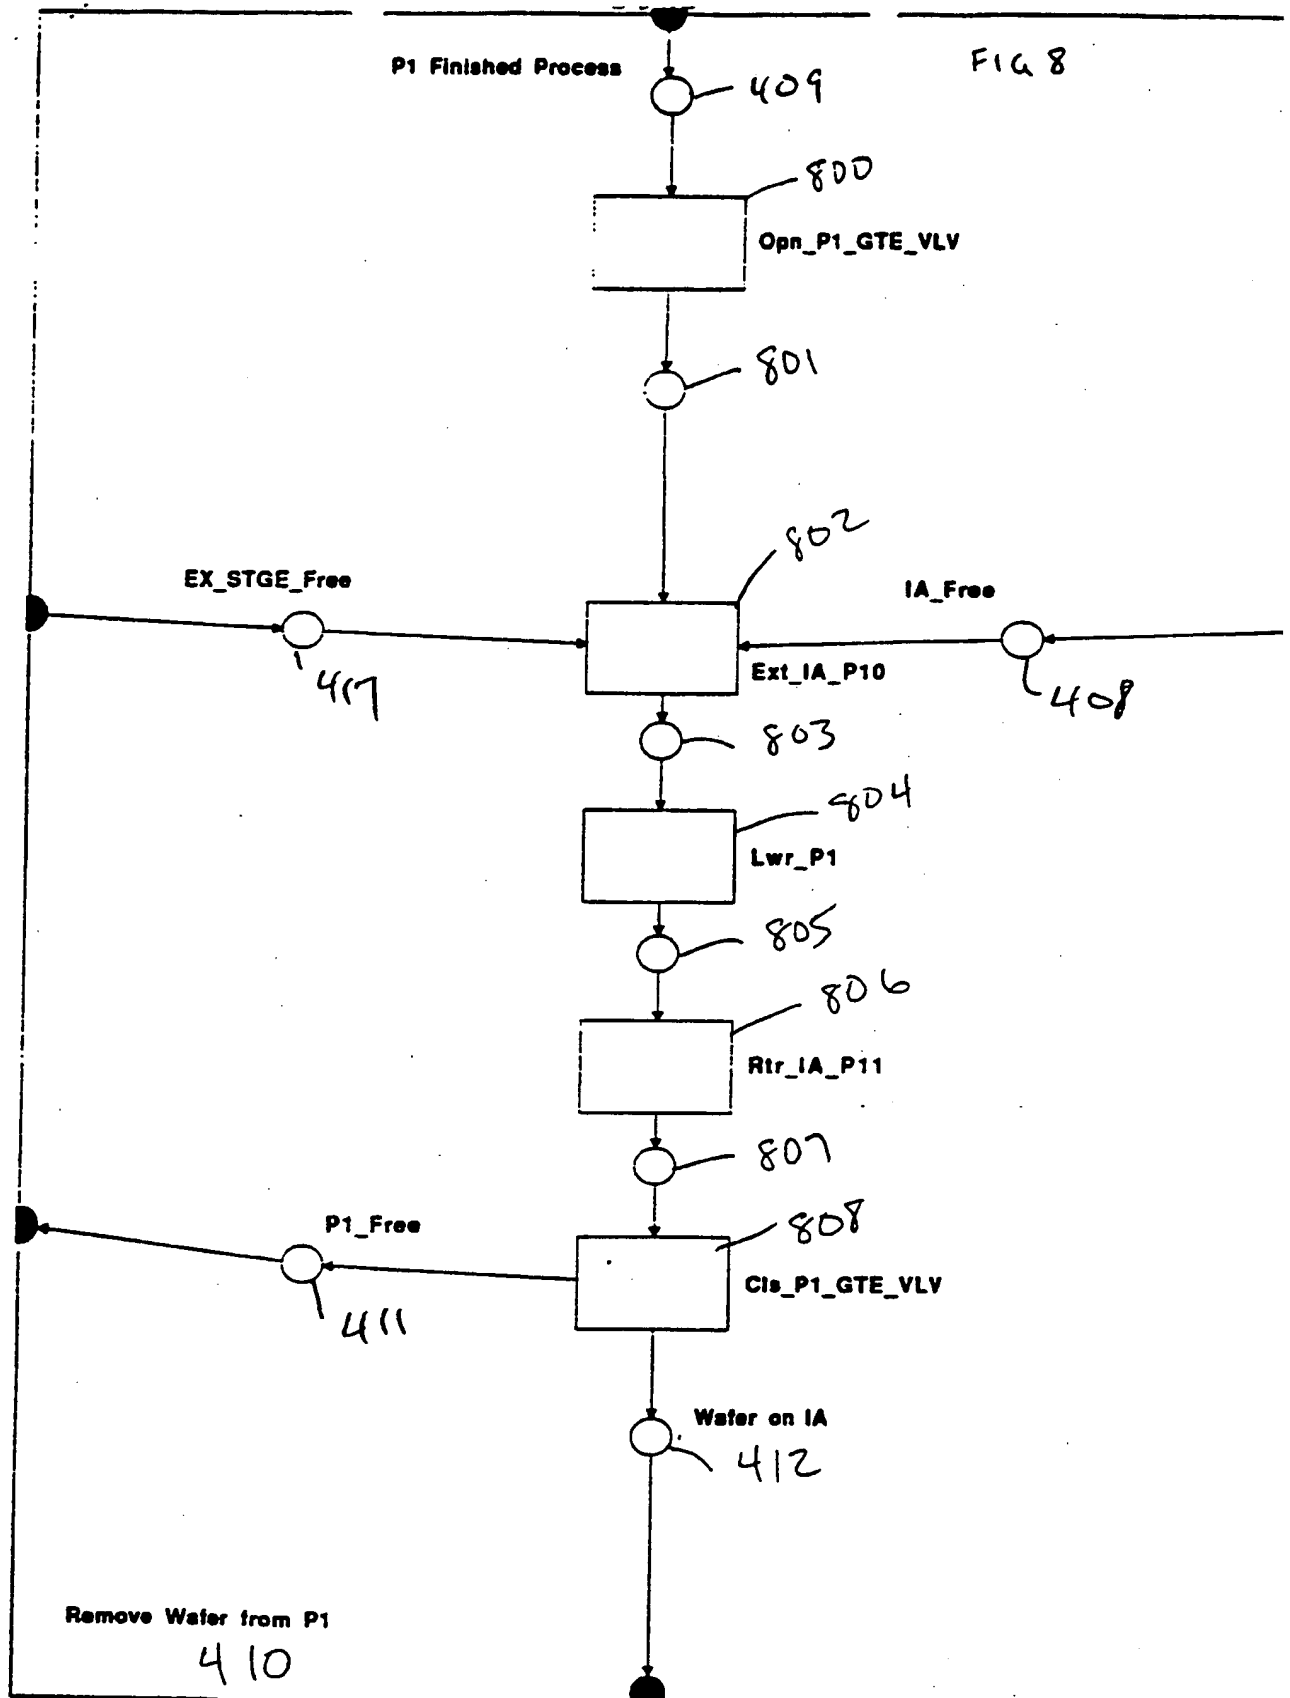 FIG 8
P1 Finished Process
409
800
Opn_P1_GTE_VLV
801
802
EX_STGE_Free
IA_Free
417
Ext_IA_P10
408
803
804
Lwr_P1
805
806
Rtr_IA_P11
807
P1_Free
808
Cls_P1_GTE_VLV
411
Wafer on IA
412
Remove Wafer from P1
410